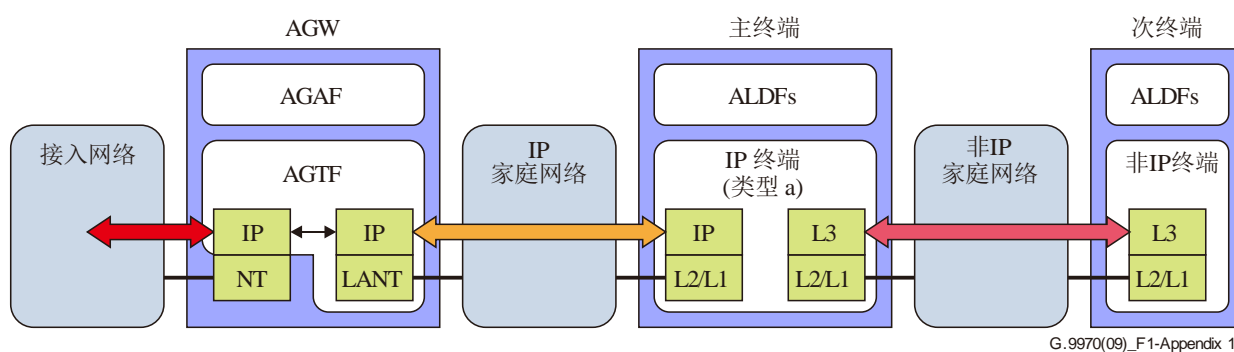 AGW
主终端
次终端
AGAF
ALDFs
ALDFs
接入网络
AGTF
IP
家庭网络
IP 终端
(类型 a)
非IP
家庭网络
非IP终端
IP
IP
IP
L3
L3
NT
LANT
L2/L1
L2/L1
L2/L1
G.9970(09)_F1-Appendix 1